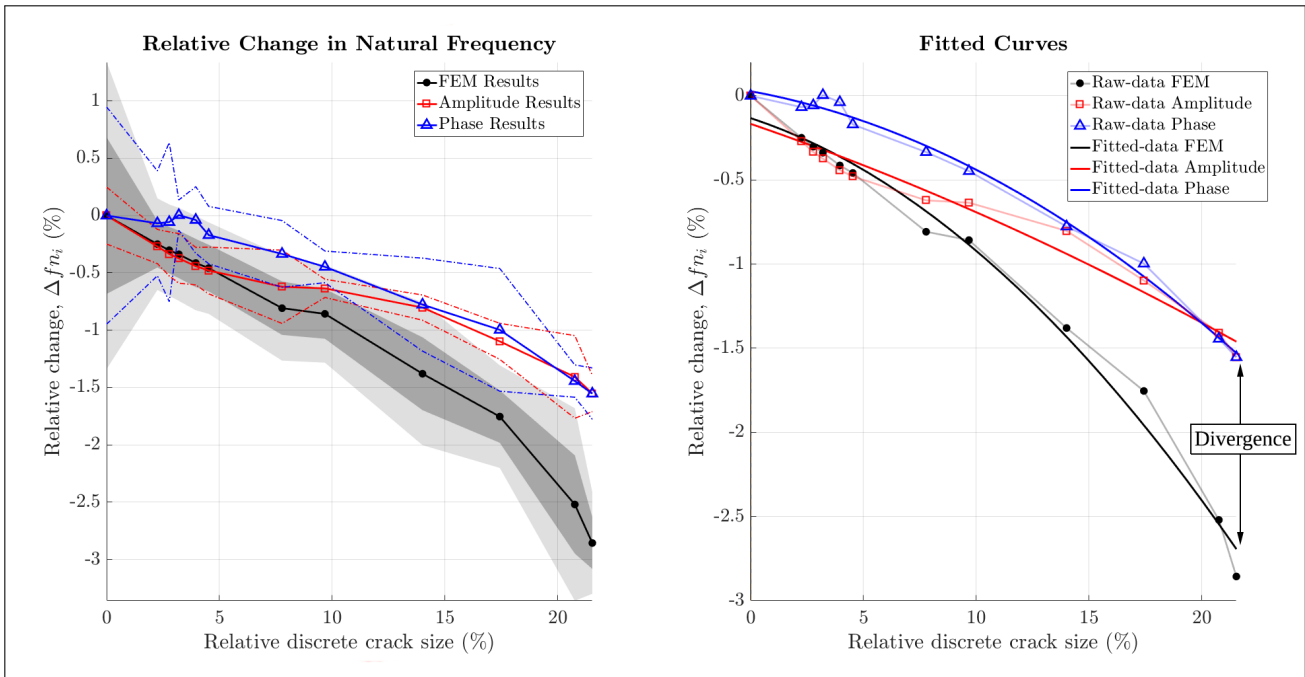 Relative Change in Natural Frequency
FEM Results
Amplitude Results
Phase Results
1
0.5
0
-0.5
-1
-1.5
-2
-2.5
-3
Relative change, Δfn_i (%)
0
5
10
15
20
Relative discrete crack size (%)
Fitted Curves
Raw-data FEM
Raw-data Amplitude
Raw-data Phase
Fitted-data FEM
Fitted-data Amplitude
Fitted-data Phase
0
-0.5
-1
-1.5
-2
-2.5
-3
Relative change, Δfn_i (%)
Divergence
0
5
10
15
20
Relative discrete crack size (%)